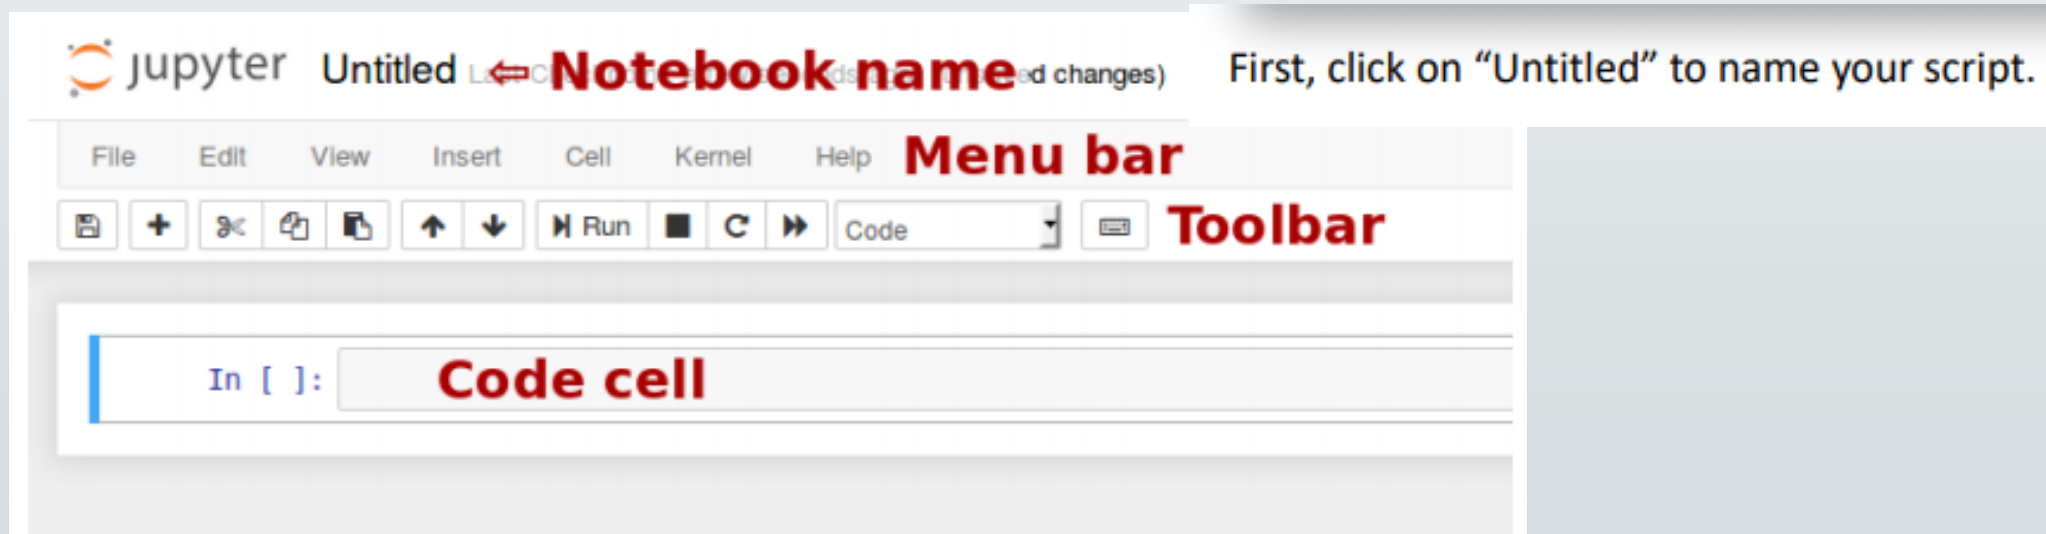 jupyter Untitled ⇐ Notebook name d changes)
First, click on “Untitled” to name your script.
File Edit View Insert Cell Kernel Help Menu bar
Run Code Toolbar
In [ ]: Code cell